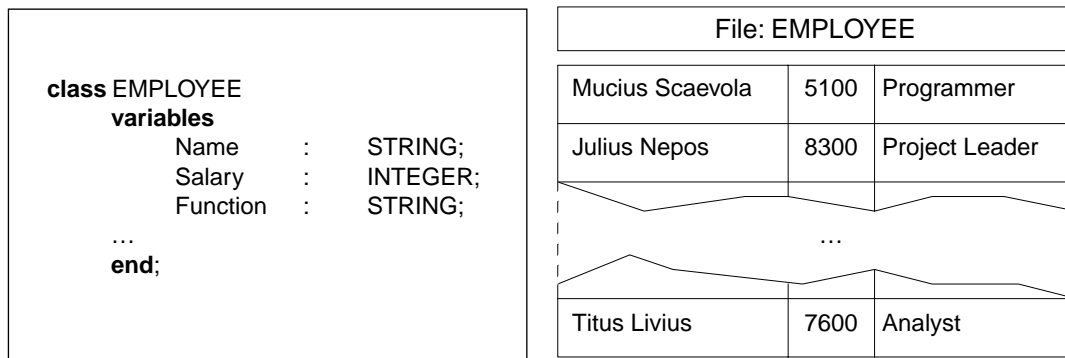 class EMPLOYEE
variables
Name : STRING;
Salary : INTEGER;
Function : STRING;
…
end;
File: EMPLOYEE
Mucius Scaevola 5100 Programmer
Julius Nepos 8300 Project Leader
…
Titus Livius 7600 Analyst